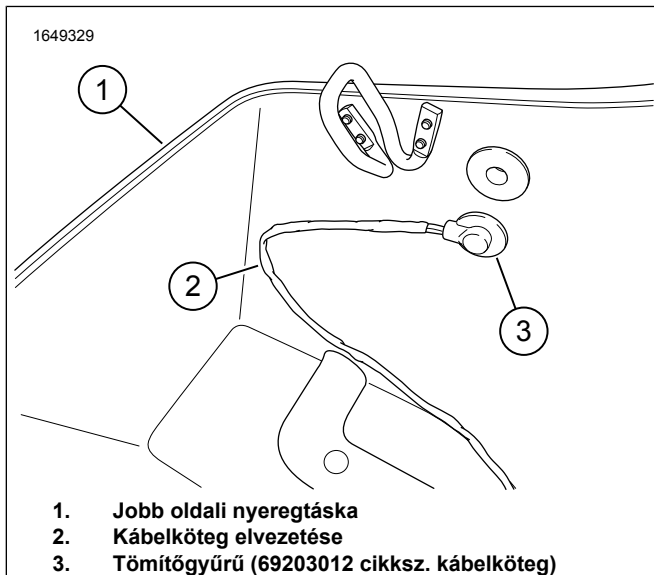 1649329
1
2
3
1. Jobb oldali nyeregtáska
2. Kábelköteg elvezetése
3. Tömítőgyűrű (69203012 cikksz. kábelköteg)